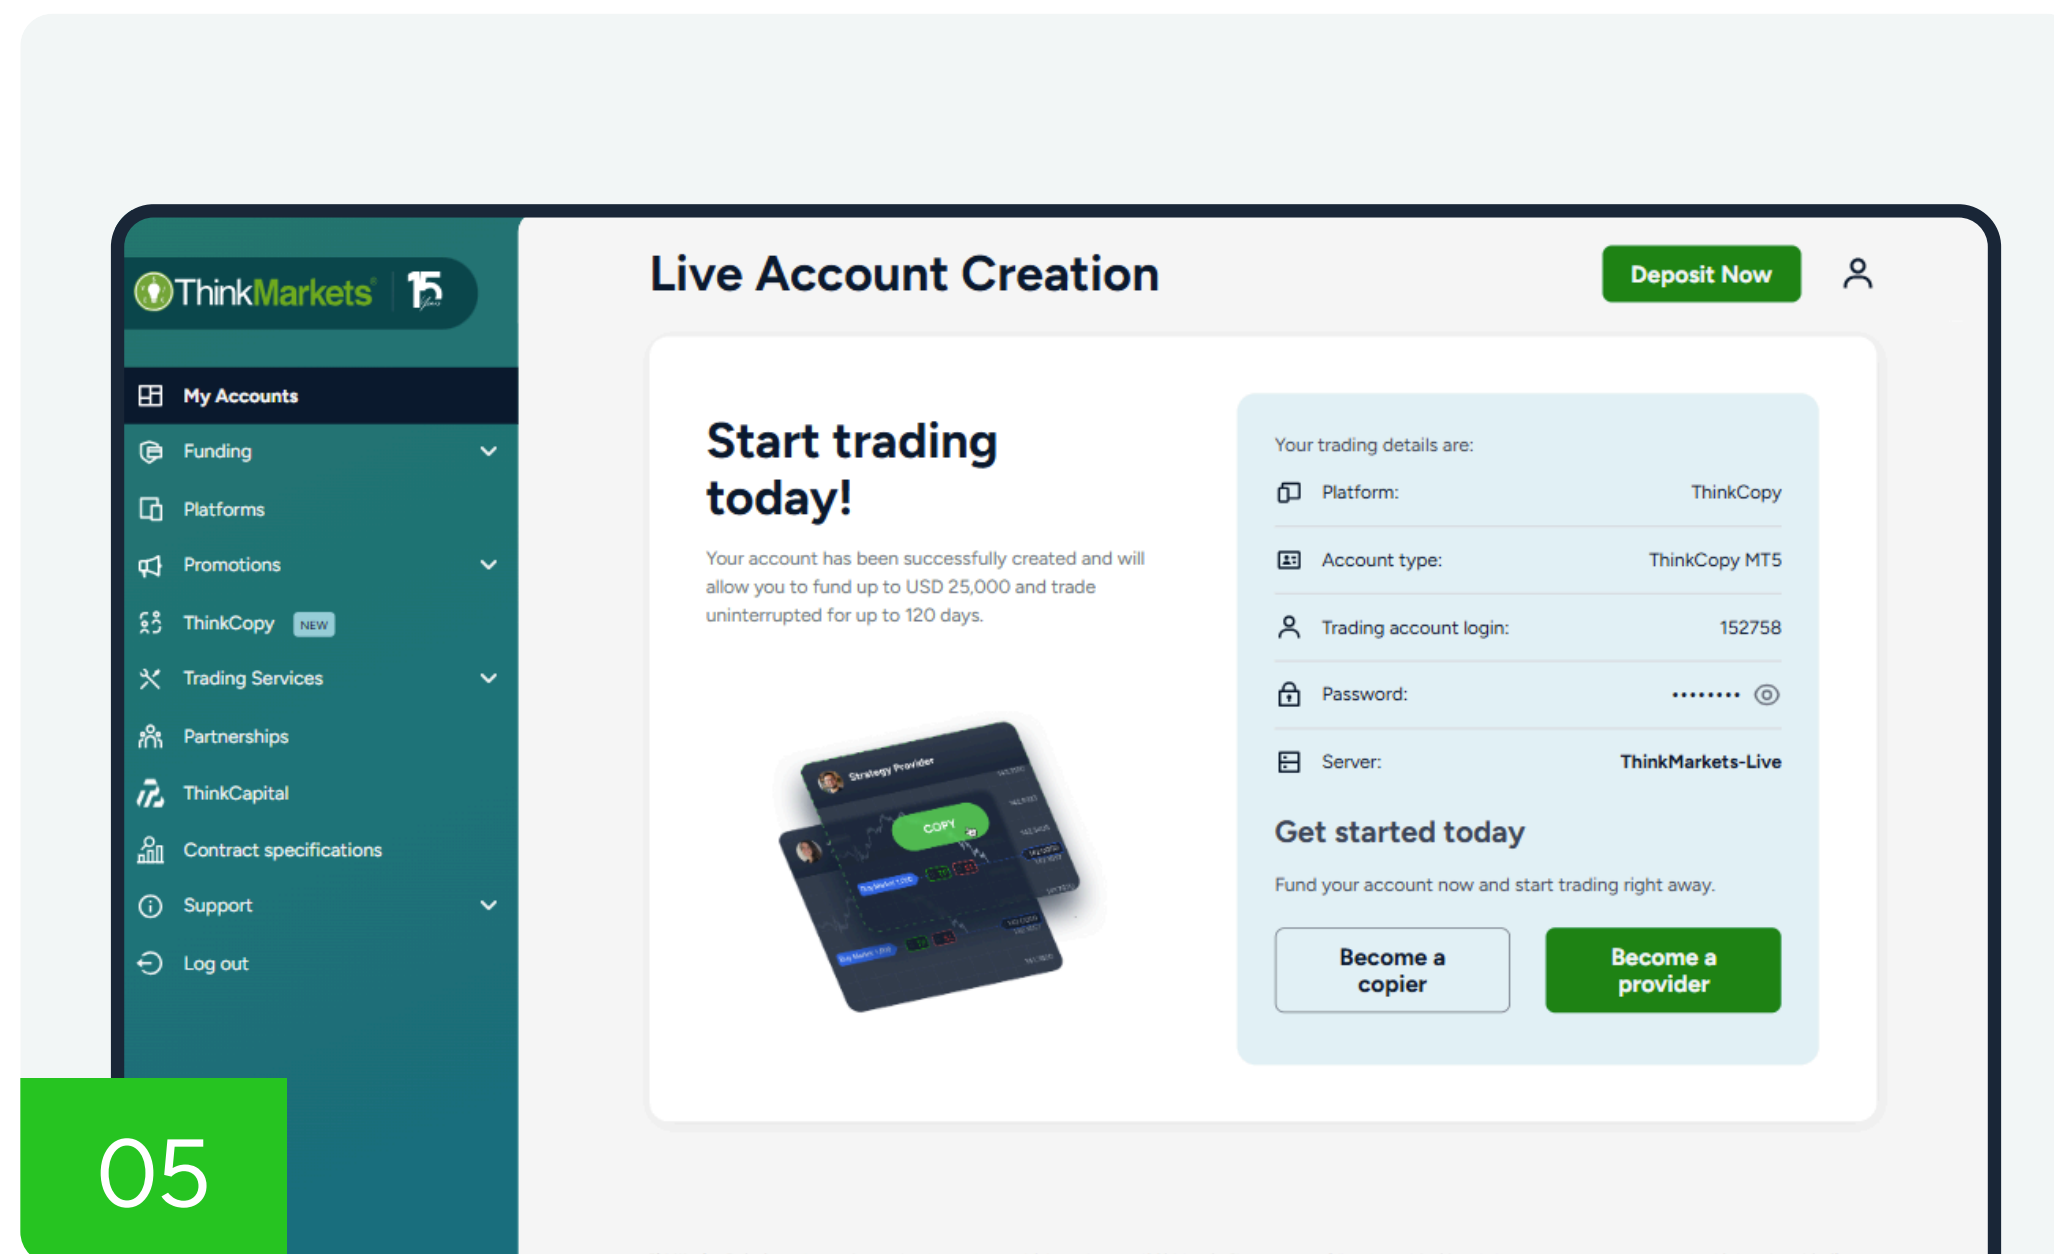 ThinkMarkets 15 Years
Live Account Creation
Deposit Now
My Accounts
Funding
Platforms
Promotions
ThinkCopy NEW
Trading Services
Partnerships
ThinkCapital
Contract specifications
Support
Log out
Start trading
today!
Your account has been successfully created and will
allow you to fund up to USD 25,000 and trade
uninterrupted for up to 120 days.
Strategy Provider
COPY
Your trading details are:
Platform: ThinkCopy
Account type: ThinkCopy MT5
Trading account login: 152758
Password: ••••••••
Server: ThinkMarkets-Live
Get started today
Fund your account now and start trading right away.
Become a
copier
Become a
provider
05